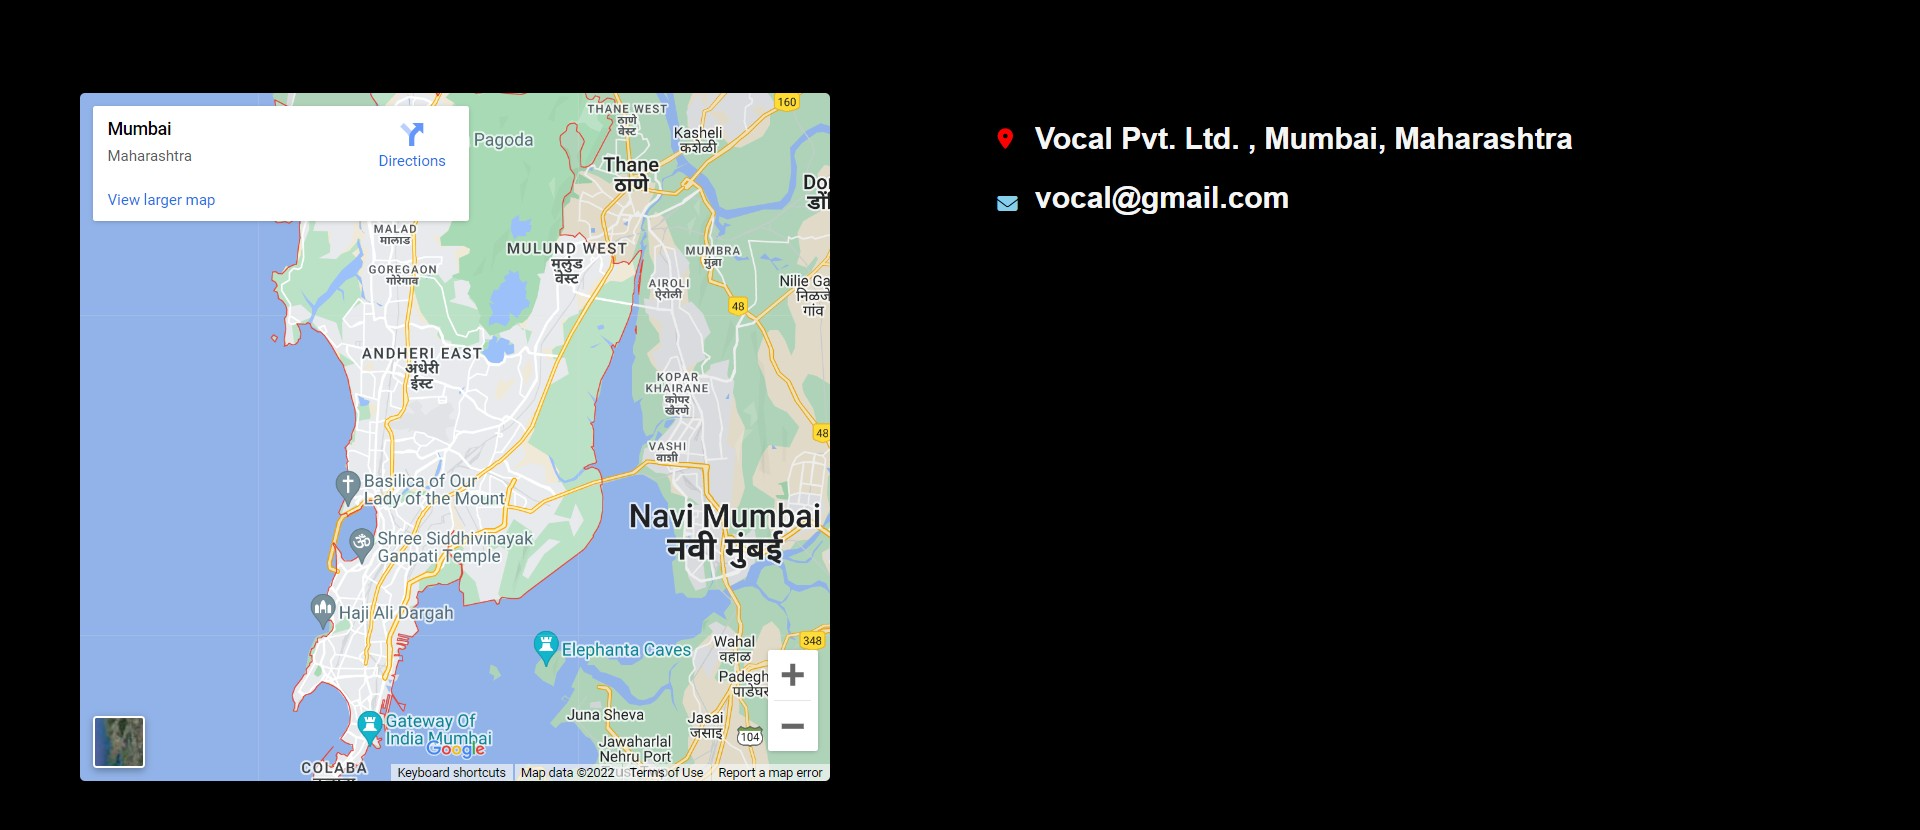 Mumbai
Maharashtra
Directions
View larger map
Pagoda
THANE WEST
ठाणे
वेस्ट
160
Kasheli
कशेळी
Thane
ठाणे
MALAD
मालाड
MULUND WEST
मुलुंड
वेस्ट
MUMBRA
मुंब्रा
GOREGAON
गोरेगाव
AIROLI
ऐरोली
Nilje Ga
निळजे
गांव
48
ANDHERI EAST
अंधेरी
ईस्ट
KOPAR
KHAIRANE
कोपर
खैरणे
48
VASHI
वाशी
Basilica of Our
Lady of the Mount
Navi Mumbai
नवी मुंबई
Shree Siddhivinayak
Ganpati Temple
Haji Ali Dargah
Elephanta Caves
Wahal
वहाळ
348
Padegh
पाडेघर
Juna Sheva
Jasai
जसाइ
Gateway Of
India Mumbai
Google
104
Jawaharlal
Nehru Port
COLABA
Keyboard shortcuts
Map data ©2022
Terms of Use
Report a map error
Vocal Pvt. Ltd. , Mumbai, Maharashtra
vocal@gmail.com